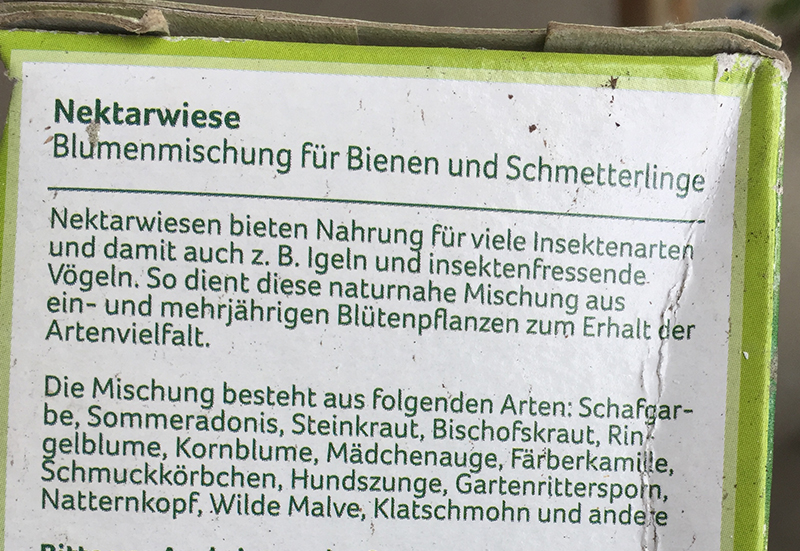 Nektarwiese
Blumenmischung für Bienen und Schmetterlinge
Nektarwiesen bieten Nahrung für viele Insektenarten
und damit auch z. B. Igeln und insektenfressende
Vögeln. So dient diese naturnahe Mischung aus
ein- und mehrjährigen Blütenpflanzen zum Erhalt der
Artenvielfalt.
Die Mischung besteht aus folgenden Arten: Schafgar-
be, Sommeradonis, Steinkraut, Bischofskraut, Rin
gelblume, Kornblume, Mädchenauge, Färberkamille,
Schmuckkörbchen, Hundszunge, Gartenrittersporn,
Natternkopf, Wilde Malve, Klatschmohn und andere